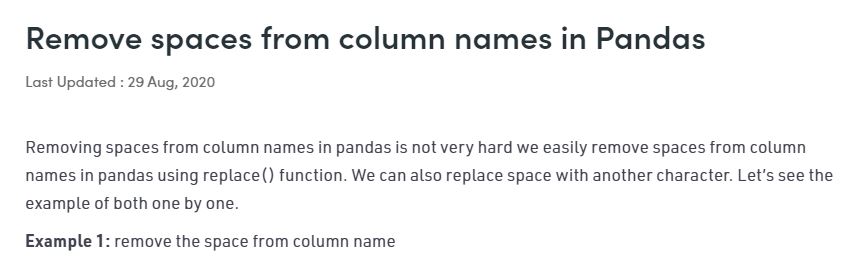 Remove spaces from column names in Pandas
Last Updated : 29 Aug, 2020
Removing spaces from column names in pandas is not very hard we easily remove spaces from column
names in pandas using replace() function. We can also replace space with another character. Let’s see the
example of both one by one.
Example 1: remove the space from column name